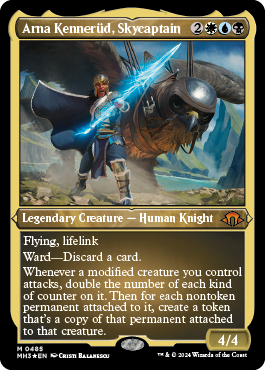 Arna Kennerüd, Skycaptain 2
Legendary Creature — Human Knight
Flying, lifelink
Ward—Discard a card.
Whenever a modified creature you control
attacks, double the number of each kind
of counter on it. Then for each nontoken
permanent attached to it, create a token
that's a copy of that permanent attached
to that creature.
4/4
M 0485
MH3★EN Cristi Balanescu
™ & © 2024 Wizards of the Coast